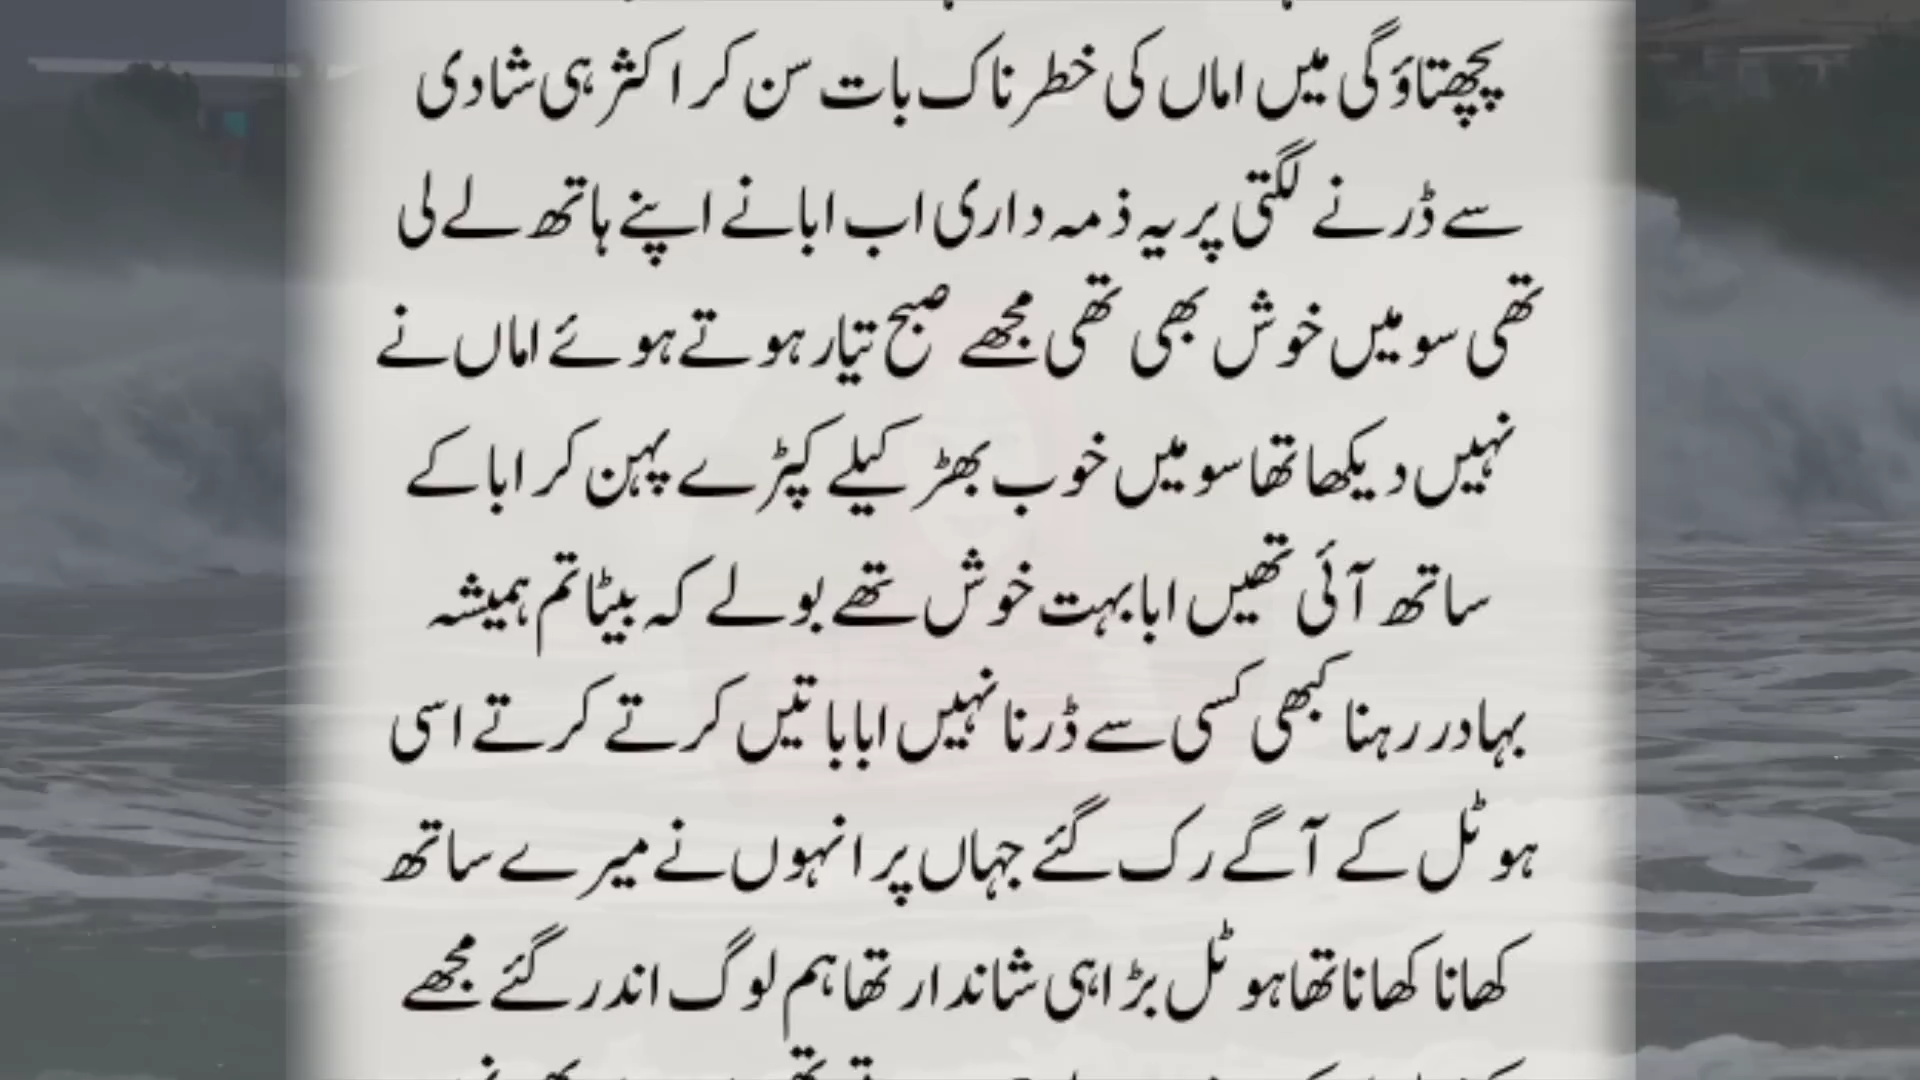 پچھتاؤ گی میں اماں کی خطرناک بات سن کر اکثر ہی شادی
سے ڈرنے لگتی پر یہ ذمہ داری اب ابا نے اپنے ہاتھ لے لی
تھی سو میں خوش بھی تھی مجھے صبح تیار ہوتے ہوئے اماں نے
نہیں دیکھا تھا سو میں خوب بھڑکیلے کپڑے پہن کر ابا کے
ساتھ آئی تھیں ابا بہت خوش تھے بولے کہ بیٹا تم ہمیشہ
بہادر رہنا کبھی کسی سے ڈرنا نہیں ابا باتیں کرتے کرتے اسی
ہوٹل کے آگے رک گئے جہاں پر انہوں نے میرے ساتھ
کھانا کھانا تھا ہوٹل بڑا ہی شاندار تھا ہم لوگ اندر گئے مجھے